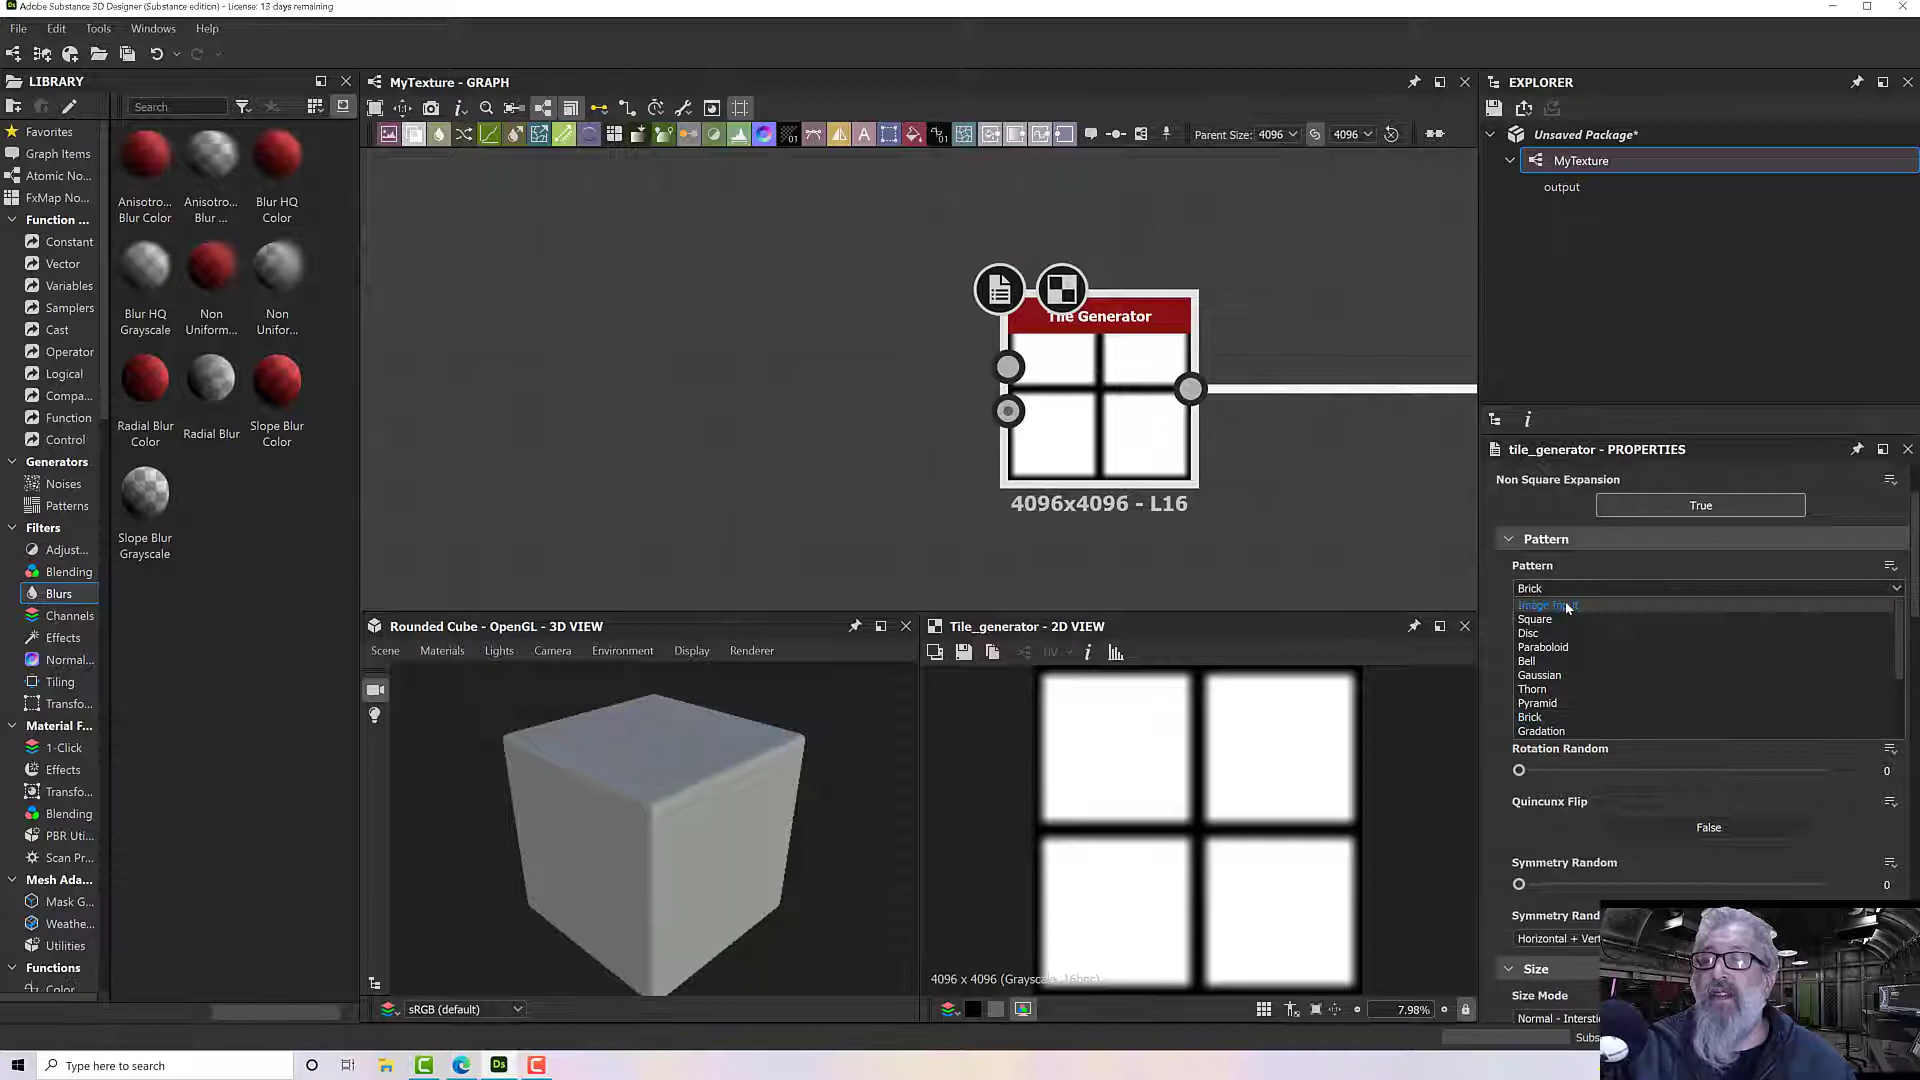 Adobe Substance 3D Designer (Substance edition) - License: 13 days remaining
File Edit Tools Windows Help
LIBRARY
Search
Favorites
Graph Items
Atomic No...
FxMap No...
Function ...
Constant
Vector
Variables
Samplers
Cast
Operator
Logical
Compa...
Function
Control
Generators
Noises
Patterns
Filters
Adjust...
Blending
Blurs
Channels
Effects
Normal...
Tiling
Transfo...
Material F...
1-Click
Effects
Transfo...
Blending
PBR Uti...
Scan Pr...
Mesh Ada...
Mask G...
Weathe...
Utilities
Functions
Color
Anisotro... Blur Color
Anisotro... Blur ...
Blur HQ Color
Blur HQ Grayscale
Non Uniform...
Non Unifor...
Radial Blur Color
Radial Blur
Slope Blur Color
Slope Blur Grayscale
MyTexture - GRAPH
Parent Size: 4096 4096
Tile Generator
4096x4096 - L16
Rounded Cube - OpenGL - 3D VIEW
Scene Materials Lights Camera Environment Display Renderer
sRGB (default)
Tile_generator - 2D VIEW
UV
4096 x 4096 (Grayscale, 16bpc)
7.98%
EXPLORER
Unsaved Package*
MyTexture
output
tile_generator - PROPERTIES
Non Square Expansion
True
Pattern
Pattern
Brick
Image Input
Square
Disc
Paraboloid
Bell
Gaussian
Thorn
Pyramid
Brick
Gradation
Rotation Random
0
Quincunx Flip
False
Symmetry Random
0
Symmetry Rand
Horizontal + Vert
Size
Size Mode
Normal - Intersti
Subs
Type here to search
Ds